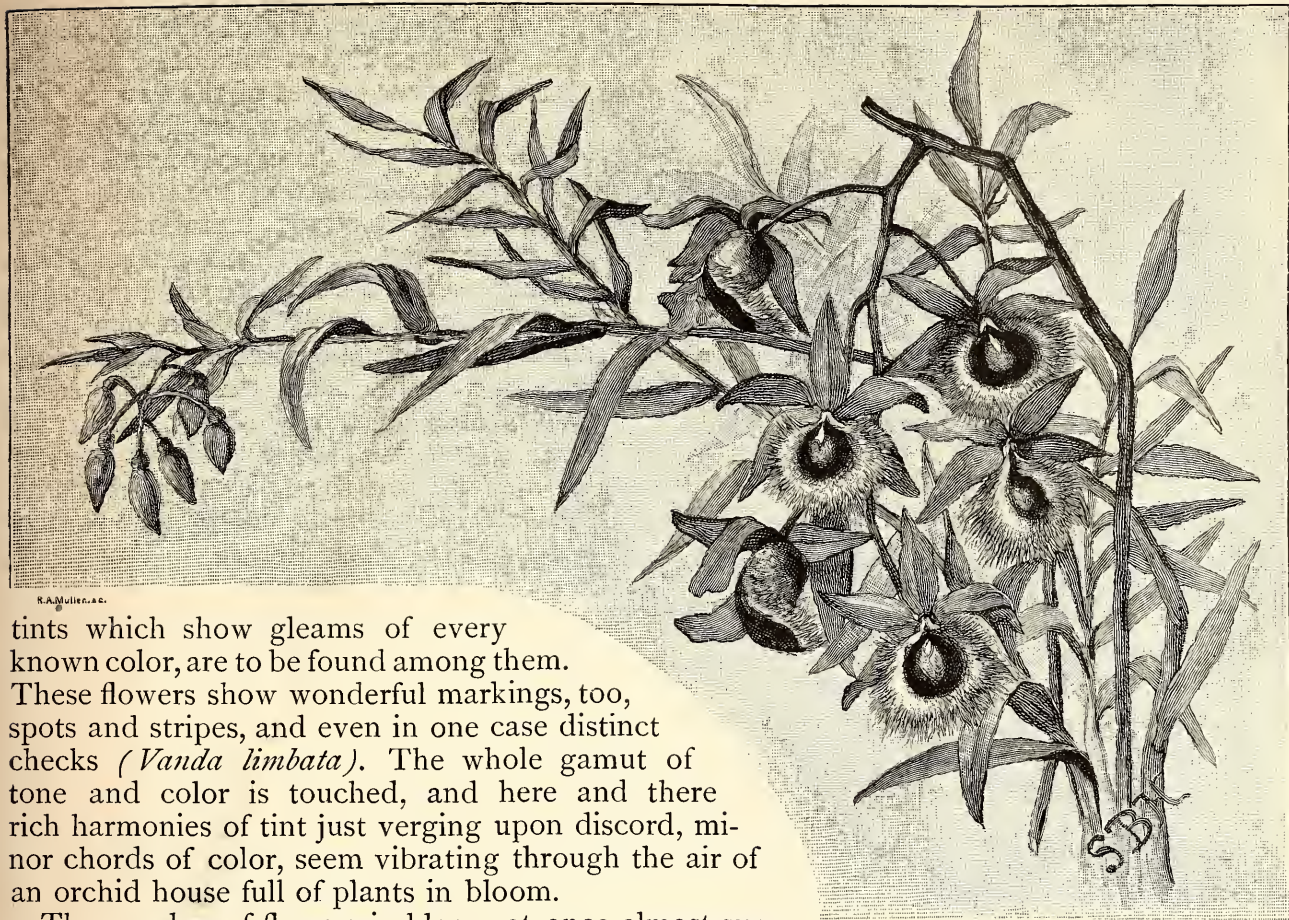 R.A.Muller.sc.
tints which show gleams of every
known color, are to be found among them.
These flowers show wonderful markings, too,
spots and stripes, and even in one case distinct
checks (Vanda limbata). The whole gamut of
tone and color is touched, and here and there
rich harmonies of tint just verging upon discord, mi-
nor chords of color, seem vibrating through the air of
an orchid house full of plants in bloom.